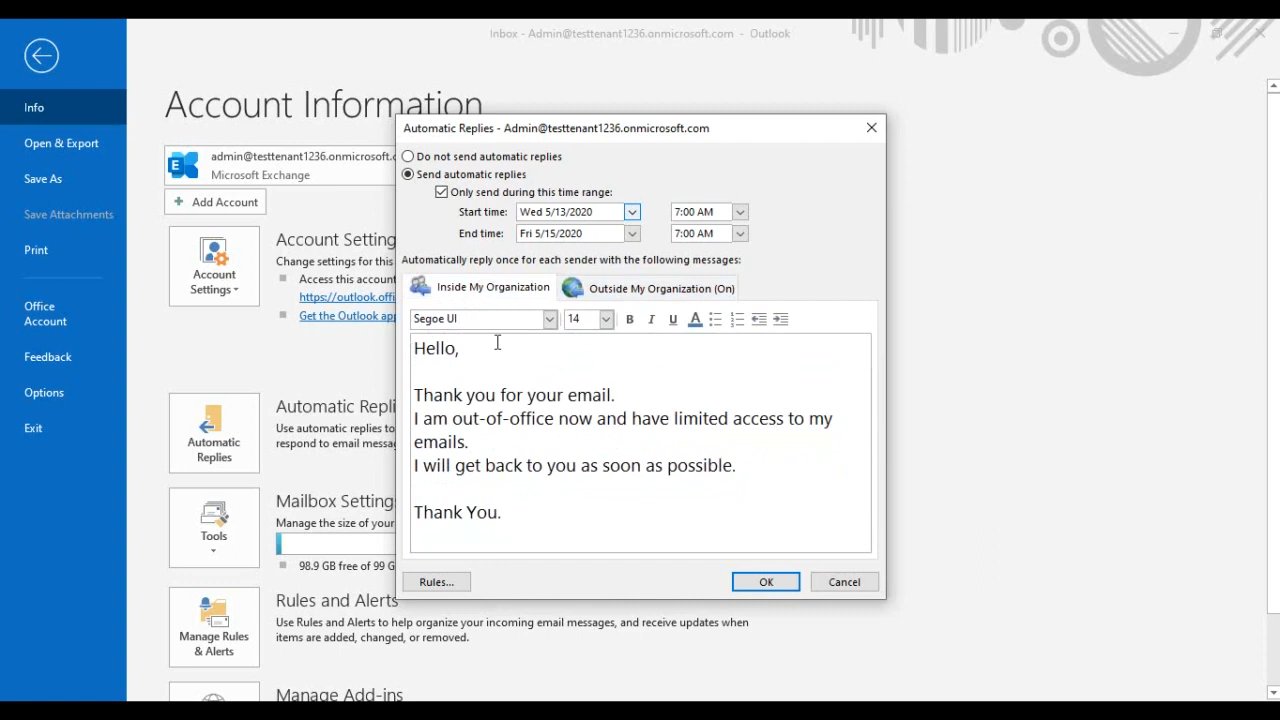 Inbox - Admin@testtenant1236.onmicrosoft.com - Outlook
Info
Open & Export
Save As
Save Attachments
Print
Office
Account
Feedback
Options
Exit
Account Information
E
admin@testtenant1236.onmicrosoft.c
Microsoft Exchange
+ Add Account
Account
Settings
Account Setting
Change settings for this
Access this account
https://outlook.offi
Get the Outlook app
Automatic
Replies
Automatic Repli
Use automatic replies to
respond to email messag
Tools
Mailbox Setting
Manage the size of your
98.9 GB free of 99 G
Manage Rules
& Alerts
Rules and Alerts
Use Rules and Alerts to help organize your incoming email messages, and receive updates when
items are added, changed, or removed.
Manage Add-ins
Automatic Replies - Admin@testtenant1236.onmicrosoft.com
Do not send automatic replies
Send automatic replies
Only send during this time range:
Start time: Wed 5/13/2020 7:00 AM
End time: Fri 5/15/2020 7:00 AM
Automatically reply once for each sender with the following messages:
Inside My Organization Outside My Organization (On)
Segoe UI 14 B I U A
Hello,
Thank you for your email.
I am out-of-office now and have limited access to my
emails.
I will get back to you as soon as possible.
Thank You.
Rules... OK Cancel